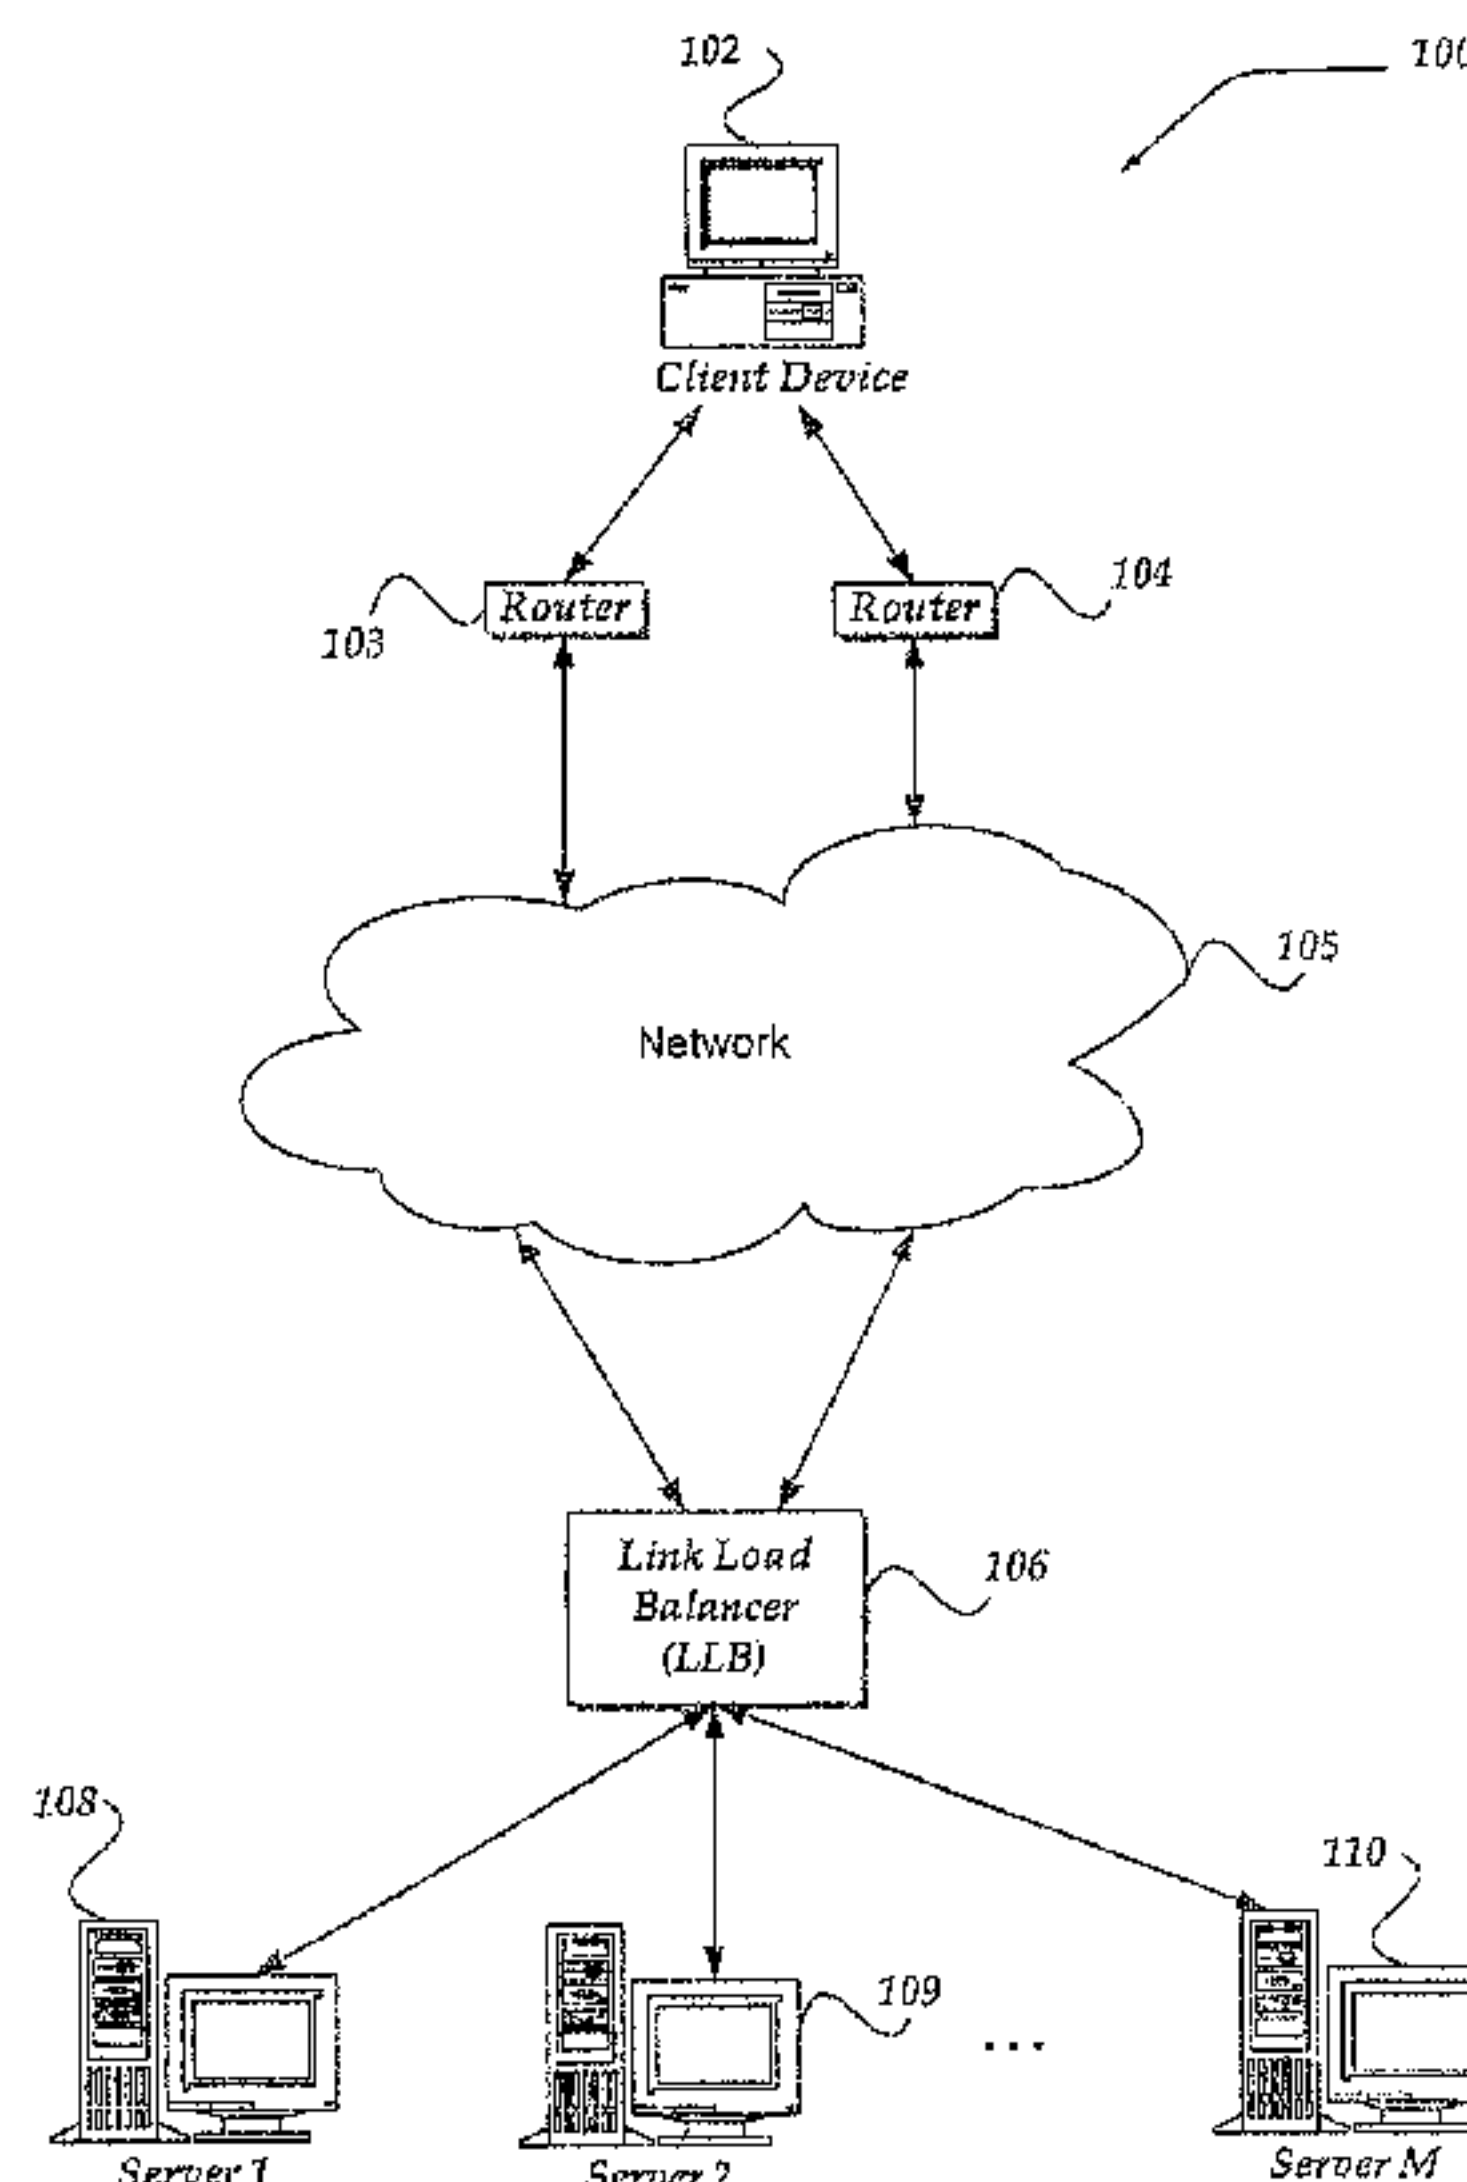 102
100
Client Device
Router
Router
104
103
105
Network
Link Load
Balancer
(LLB)
106
108
110
109
...
Server 1
Server 2
Server M